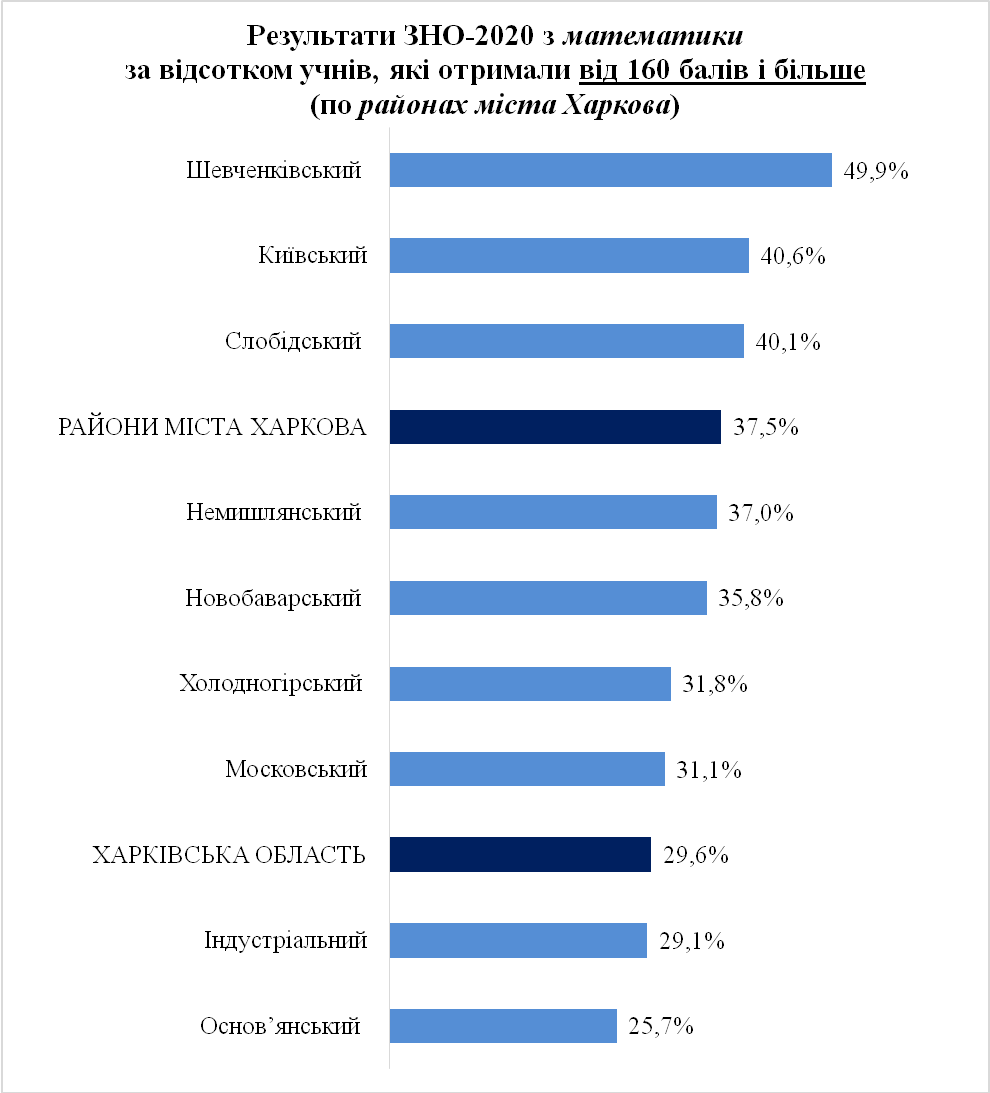 Результати ЗНО-2020 з математики
за відсотком учнів, які отримали від 160 балів і більше
(по районах міста Харкова)
Шевченківський 49,9%
Київський 40,6%
Слобідський 40,1%
РАЙОНИ МІСТА ХАРКОВА 37,5%
Немишлянський 37,0%
Новобаварський 35,8%
Холодногірський 31,8%
Московський 31,1%
ХАРКІВСЬКА ОБЛАСТЬ 29,6%
Індустріальний 29,1%
Основ’янський 25,7%